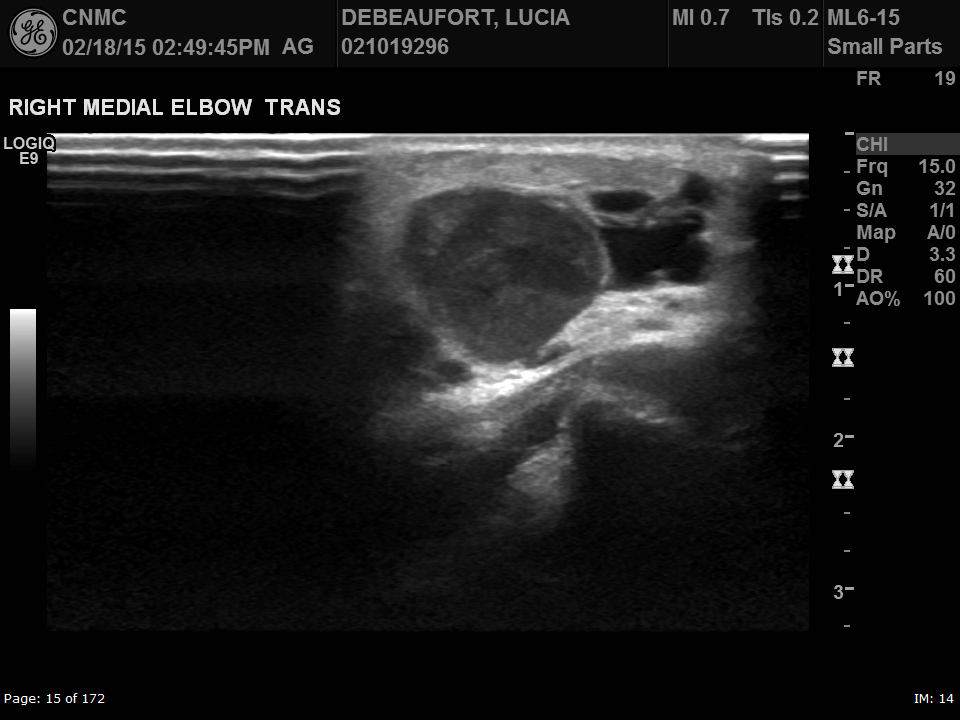 CNMC
02/18/15 02:49:45PM AG
DEBEAUFORT, LUCIA
021019296
MI 0.7 TIs 0.2
ML6-15
Small Parts
FR 19
RIGHT MEDIAL ELBOW TRANS
LOGIQ
E9
CHI
Frq 15.0
Gn 32
S/A 1/1
Map A/0
D 3.3
DR 60
AO% 100
1
2
3
Page: 15 of 172
IM: 14